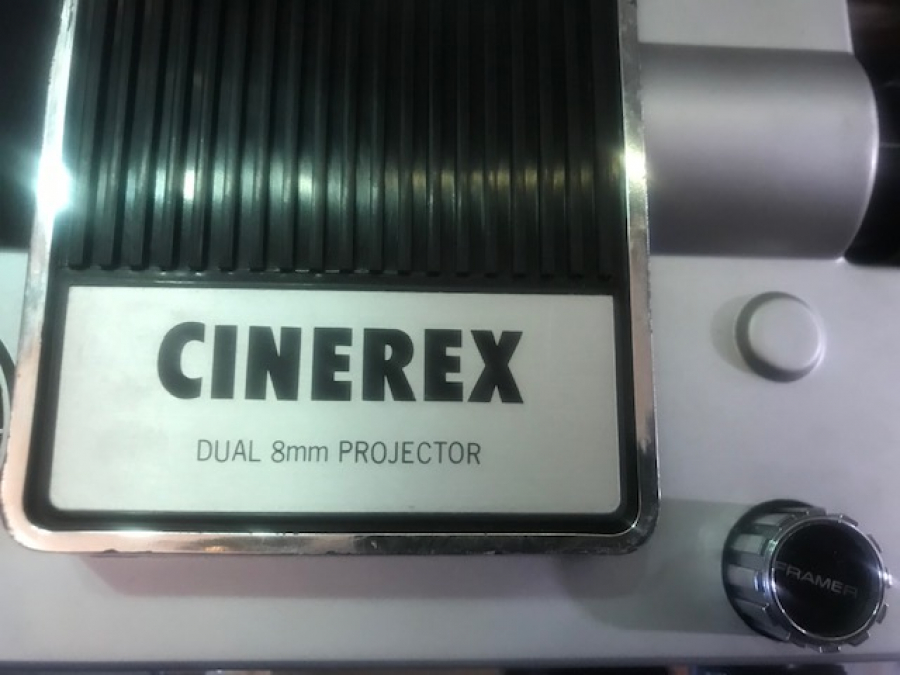 CINEREX
DUAL 8mm PROJECTOR
FRAMER